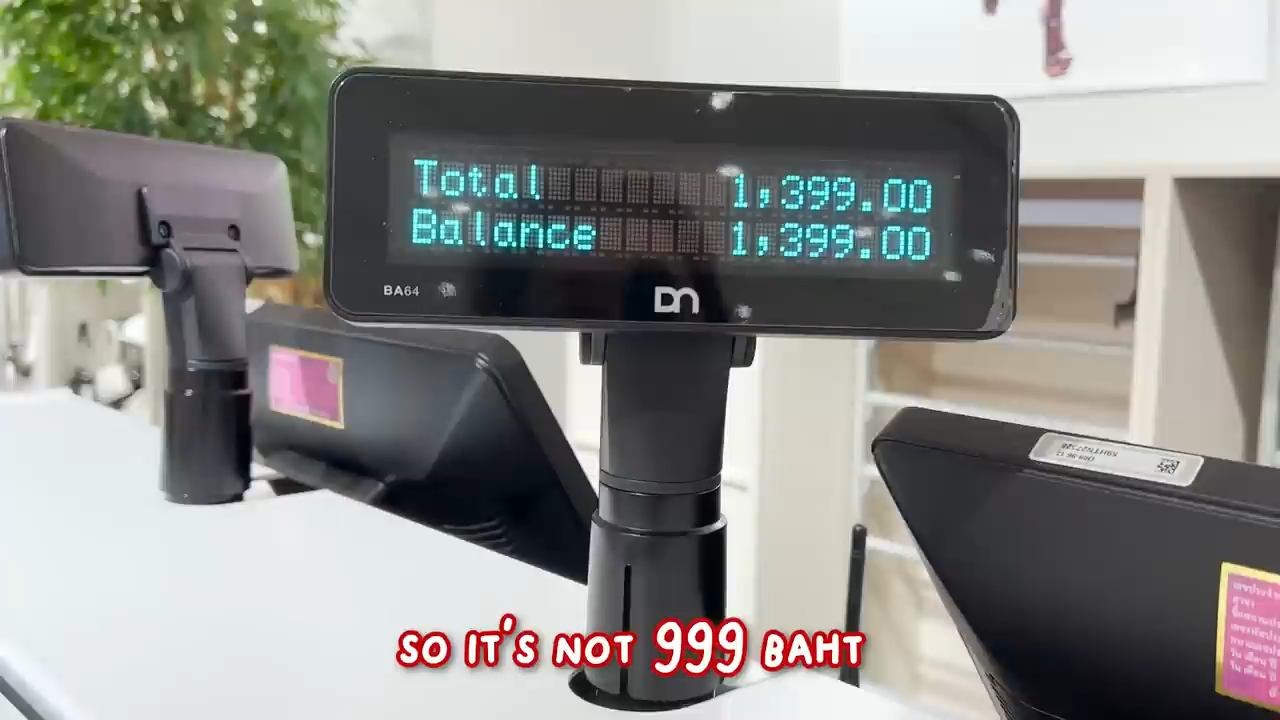 Total 1,399.00
Balance 1,399.00
BA64
DN
SO IT'S NOT 999 BAHT